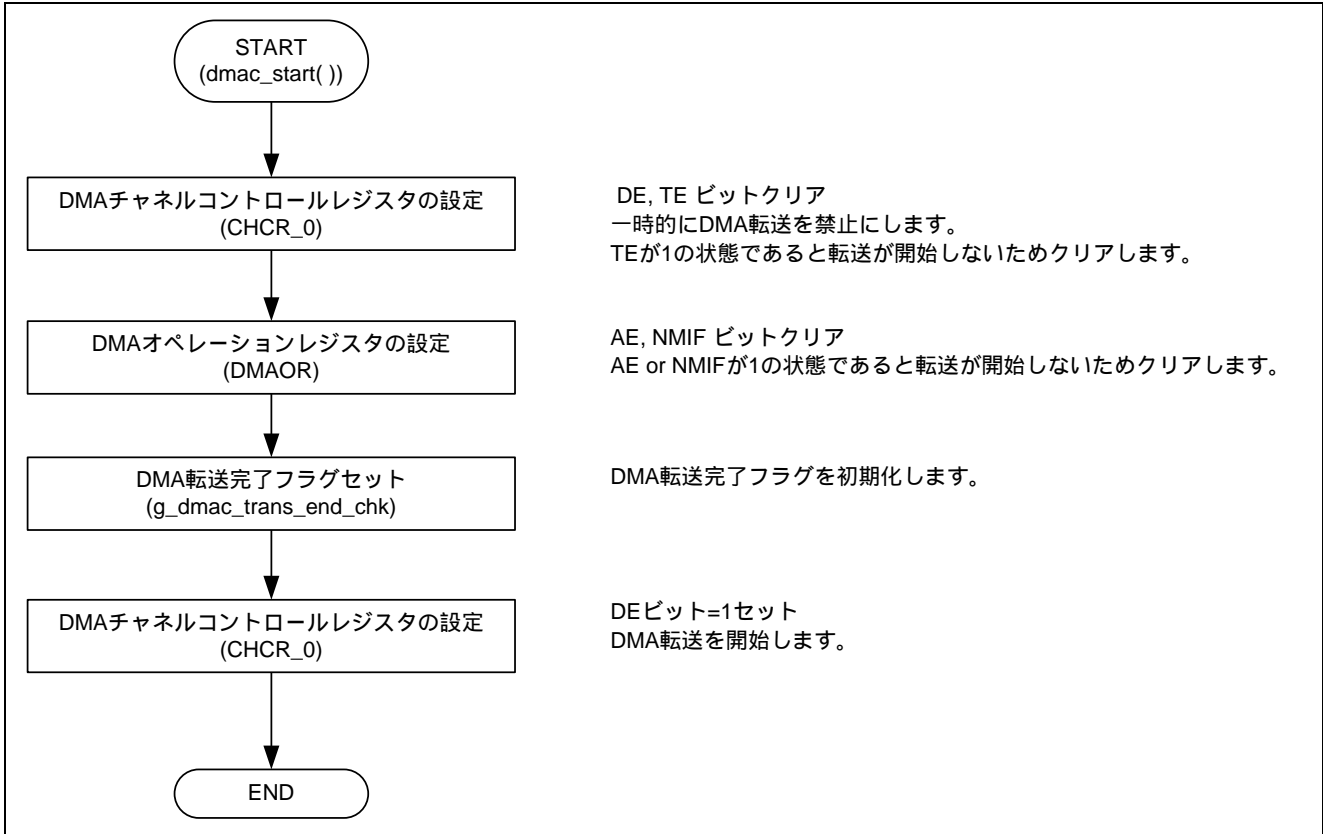 START
(dmac_start( ))
DMAチャネルコントロールレジスタの設定
(CHCR_0)
DE, TE ビットクリア
一時的にDMA転送を禁止にします。
TEが1の状態であると転送が開始しないためクリアします。
DMAオペレーションレジスタの設定
(DMAOR)
AE, NMIF ビットクリア
AE or NMIFが1の状態であると転送が開始しないためクリアします。
DMA転送完了フラグセット
(g_dmac_trans_end_chk)
DMA転送完了フラグを初期化します。
DMAチャネルコントロールレジスタの設定
(CHCR_0)
DEビット=1セット
DMA転送を開始します。
END